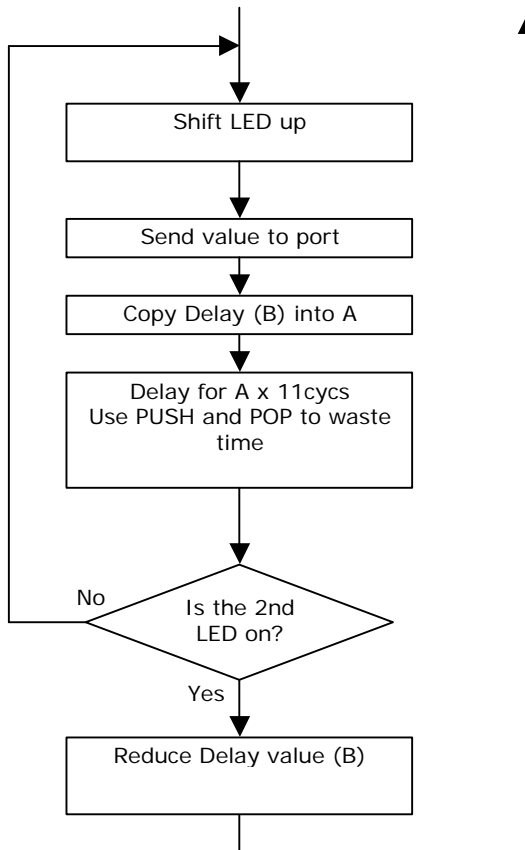 Shift LED up
Send value to port
Copy Delay (B) into A
Delay for A x 11cycs
Use PUSH and POP to waste
time
No
Is the 2nd
LED on?
Yes
Reduce Delay value (B)